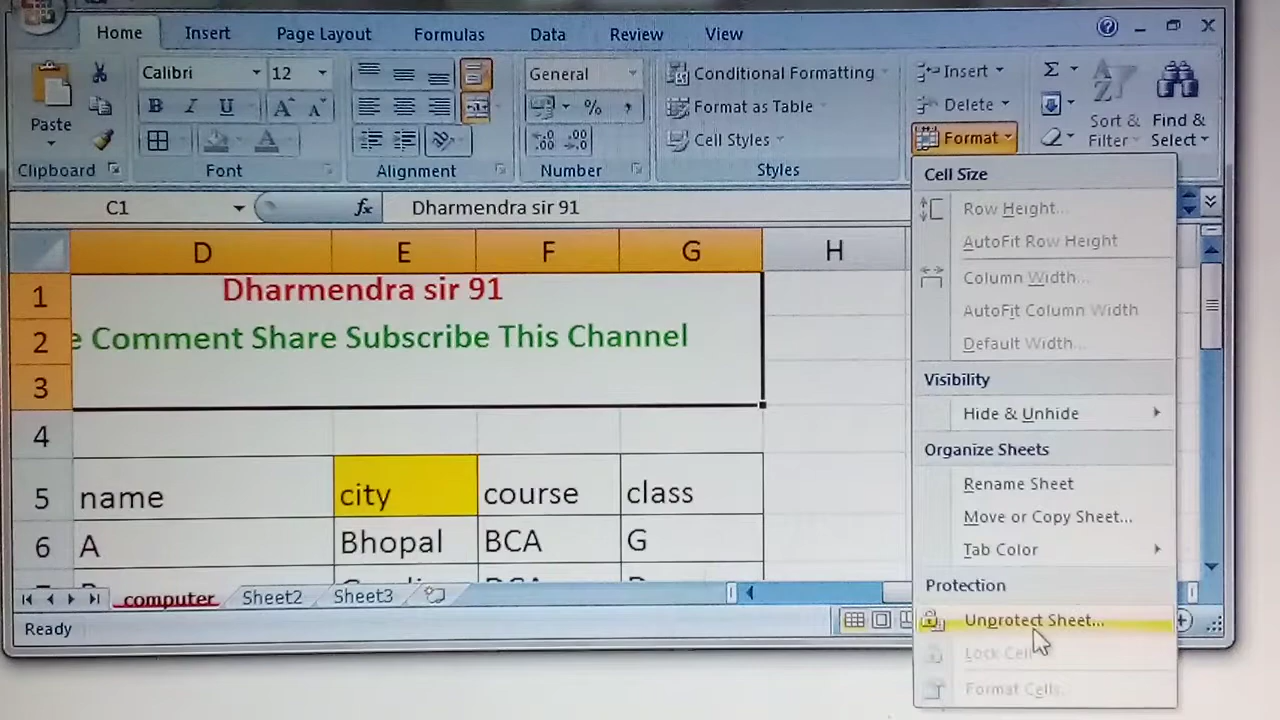 Home Insert Page Layout Formulas Data Review View
Calibri 12 General Conditional Formatting Insert Σ
B I U % , Format as Table Delete
Paste Cell Styles Format Sort & Filter Find & Select
Clipboard Font Alignment Number Styles
Cell Size
C1 fx Dharmendra sir 91
Row Height...
AutoFit Row Height
D E F G H
Column Width...
1 Dharmendra sir 91
AutoFit Column Width
2 e Comment Share Subscribe This Channel
Default Width...
3
Visibility
Hide & Unhide
4
Organize Sheets
5 name city course class
Rename Sheet
Move or Copy Sheet...
6 A Bhopal BCA G
Tab Color
Protection
computer Sheet2 Sheet3
Unprotect Sheet...
Ready
Lock Cell
Format Cells...